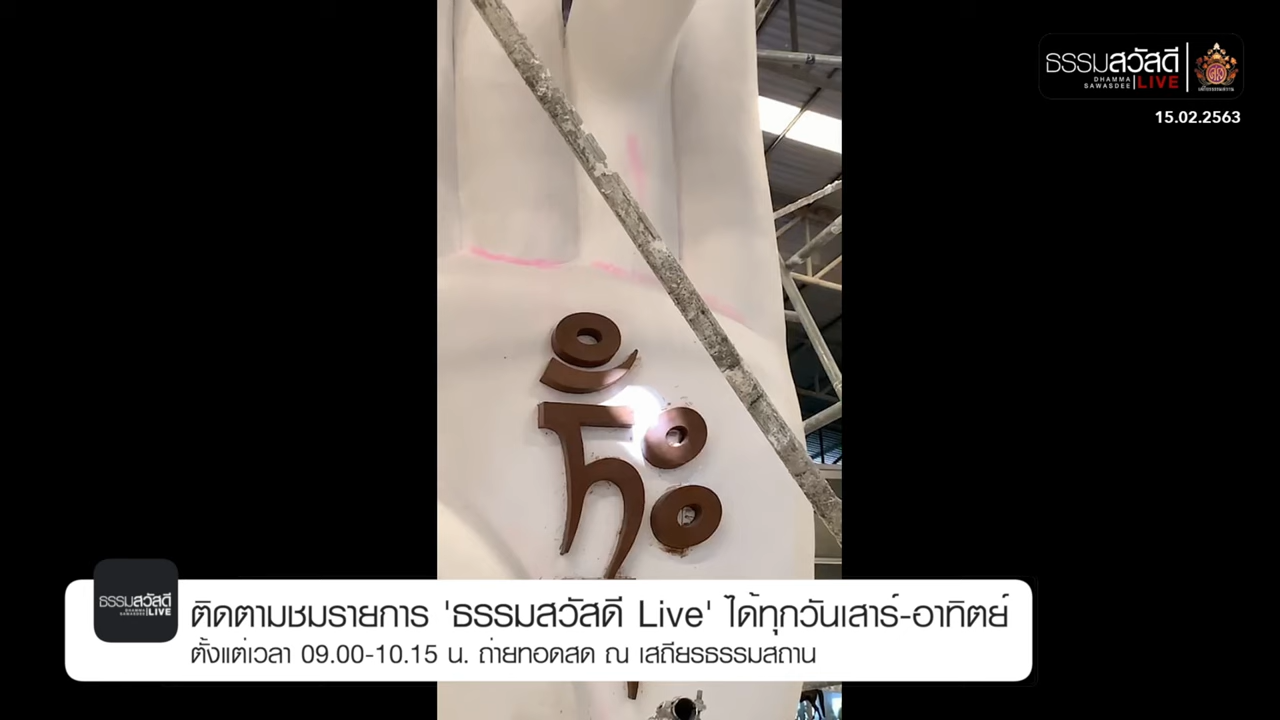 ธรรมสวัสดี
DHAMMA
SAWASDEE LIVE
15.02.2563
ธรรมสวัสดี
DHAMMA
SAWASDEE LIVE
ติดตามชมรายการ 'ธรรมสวัสดี Live' ได้ทุกวันเสาร์-อาทิตย์
ตั้งแต่เวลา 09.00-10.15 น. ถ่ายทอดสด ณ เสถียรธรรมสถาน